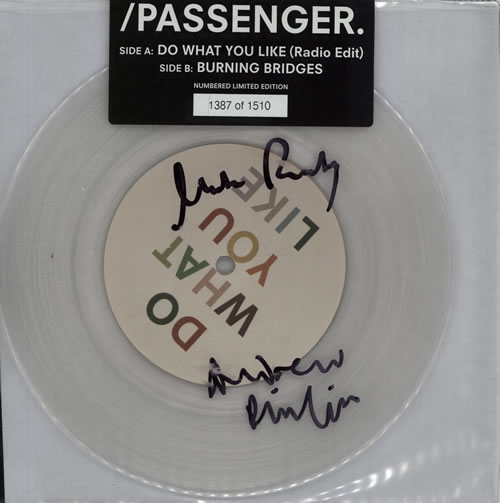 /PASSENGER.
SIDE A: DO WHAT YOU LIKE (Radio Edit)
SIDE B: BURNING BRIDGES
NUMBERED LIMITED EDITION
1387 of 1510
DO
WHAT
YOU
LIKE
Andrew